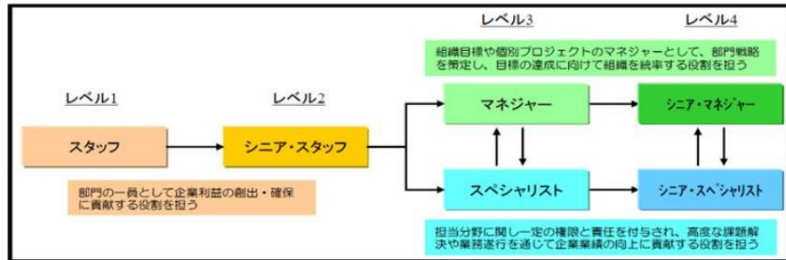 レベル3
レベル4
組織目標や個別プロジェクトのマネジャーとして、部門戦略
を策定し、目標の達成に向けて組織を統率する役割を担う
レベル1
レベル2
マネジャー
シニア・マネジャー
スタッフ
シニア・スタッフ
部門の一員として企業利益の創出・確保
に貢献する役割を担う
スペシャリスト
シニア・スペシャリスト
担当分野に関し一定の権限と責任を付与され、高度な課題解
決や業務遂行を通じて企業業績の向上に貢献する役割を担う